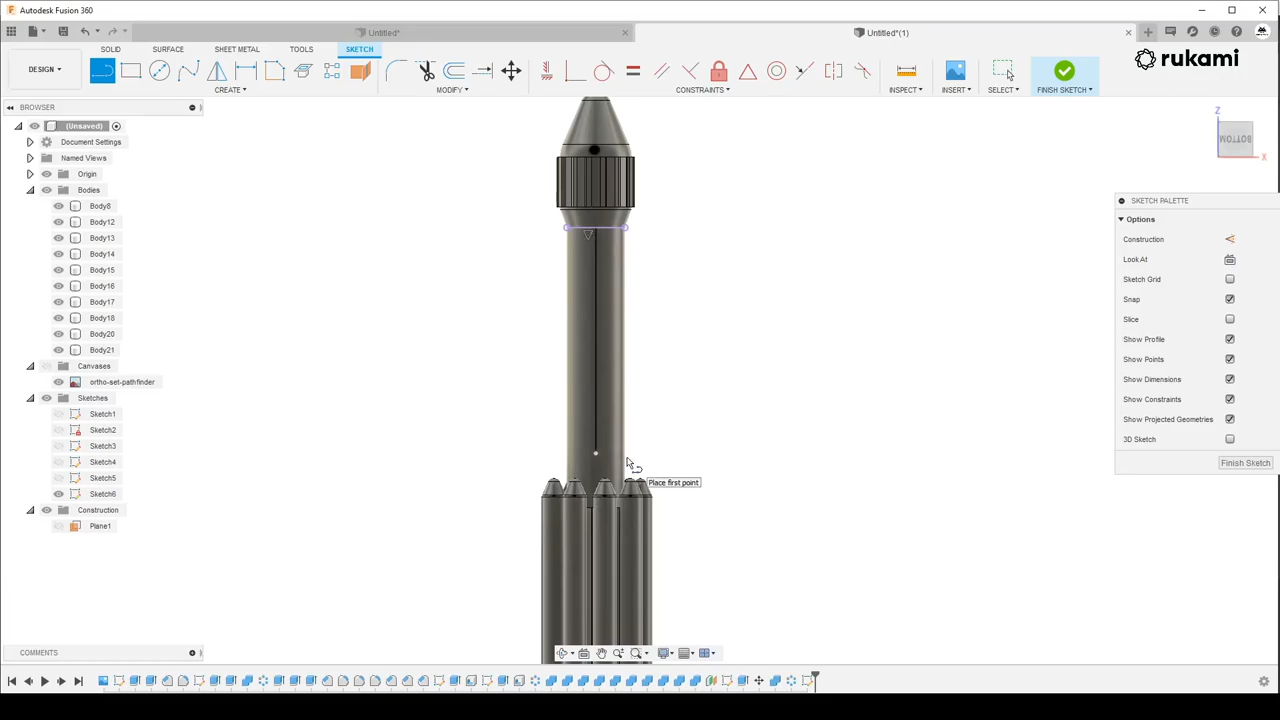 Autodesk Fusion 360
Untitled*
Untitled*(1)
SOLID
SURFACE
SHEET METAL
TOOLS
SKETCH
rukami
DESIGN
CREATE
MODIFY
CONSTRAINTS
INSPECT
INSERT
SELECT
FINISH SKETCH
BROWSER
Z
BOTTOM
X
(Unsaved)
Document Settings
Named Views
Origin
Bodies
Body8
Body12
Body13
Body14
Body15
Body16
Body17
Body18
Body20
Body21
Canvases
ortho-set-pathfinder
Sketches
Sketch1
Sketch2
Sketch3
Sketch4
Sketch5
Sketch6
Construction
Plane1
SKETCH PALETTE
Options
Construction
Look At
Sketch Grid
Snap
Slice
Show Profile
Show Points
Show Dimensions
Show Constraints
Show Projected Geometries
3D Sketch
Finish Sketch
Place first point
COMMENTS